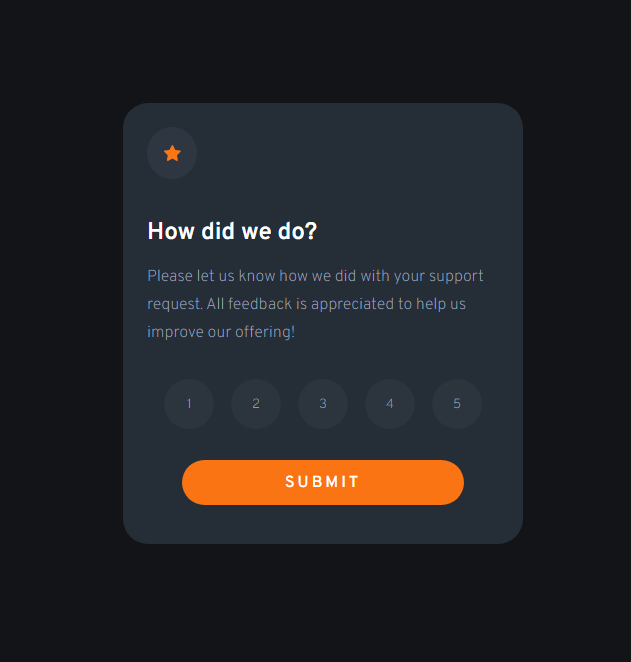 How did we do?
Please let us know how we did with your support
request. All feedback is appreciated to help us
improve our offering!
1 2 3 4 5
SUBMIT